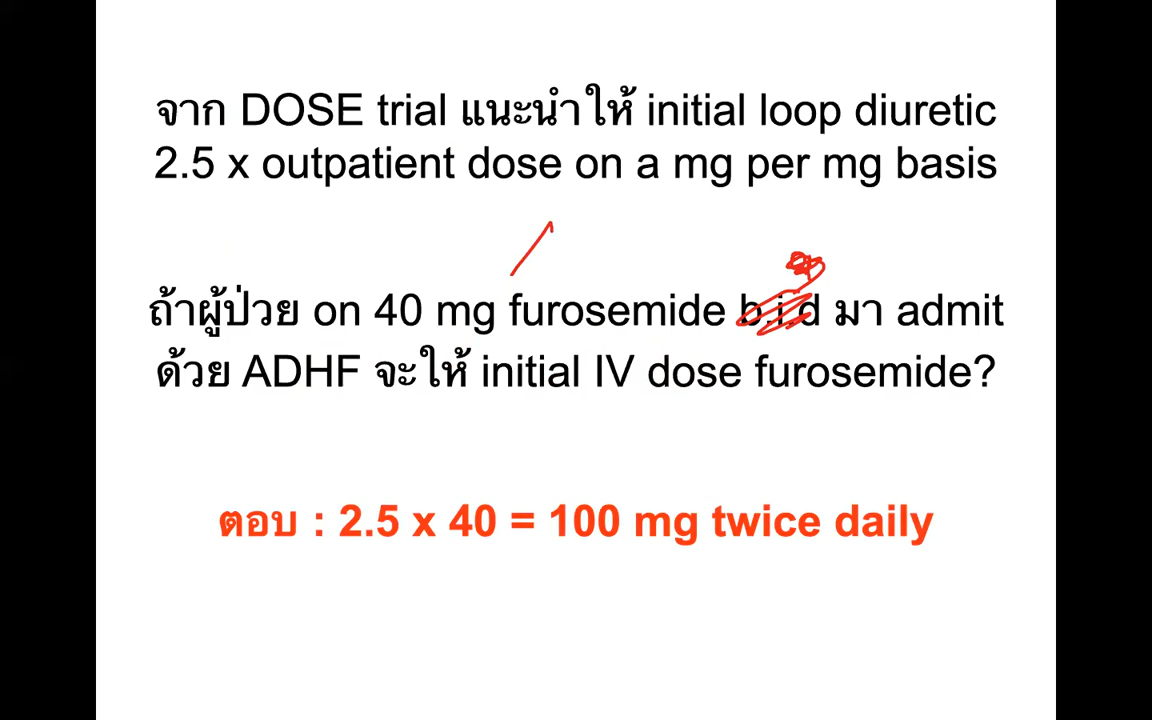 จาก DOSE trial แนะนำให้ initial loop diuretic
2.5 x outpatient dose on a mg per mg basis
ถ้าผู้ป่วย on 40 mg furosemide b.i.d มา admit
ด้วย ADHF จะให้ initial IV dose furosemide?
ตอบ : 2.5 x 40 = 100 mg twice daily